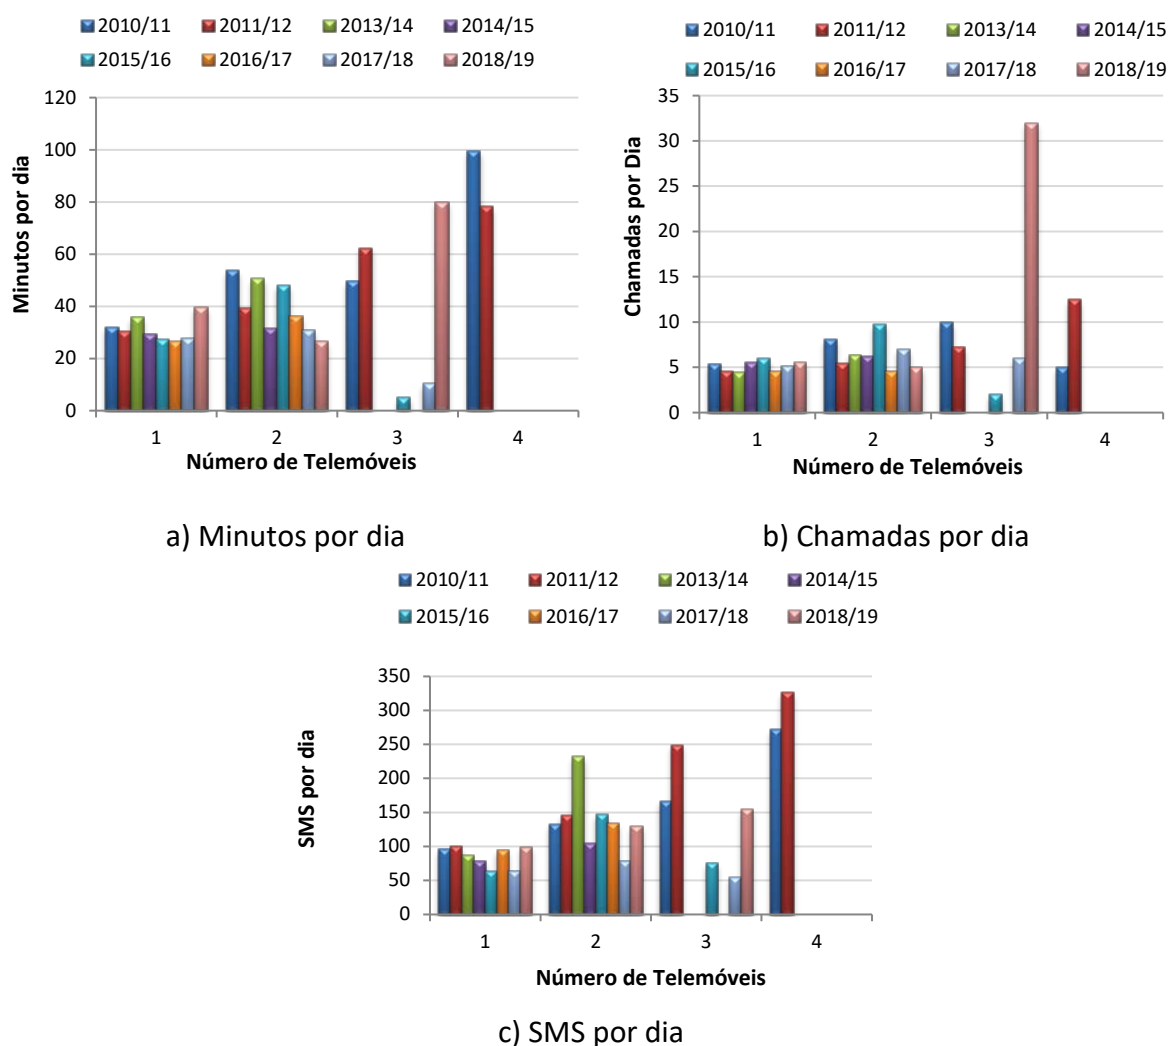 2010/11 2011/12 2013/14 2014/15
2015/16 2016/17 2017/18 2018/19
120
100
80
60
40
20
0
Minutos por dia
1 2 3 4
Número de Telemóveis
a) Minutos por dia
2010/11 2011/12 2013/14 2014/15
2015/16 2016/17 2017/18 2018/19
35
30
25
20
15
10
5
0
Chamadas por Dia
1 2 3 4
Número de Telemóveis
b) Chamadas por dia
2010/11 2011/12 2013/14 2014/15
2015/16 2016/17 2017/18 2018/19
350
300
250
200
150
100
50
0
SMS por dia
1 2 3 4
Número de Telemóveis
c) SMS por dia